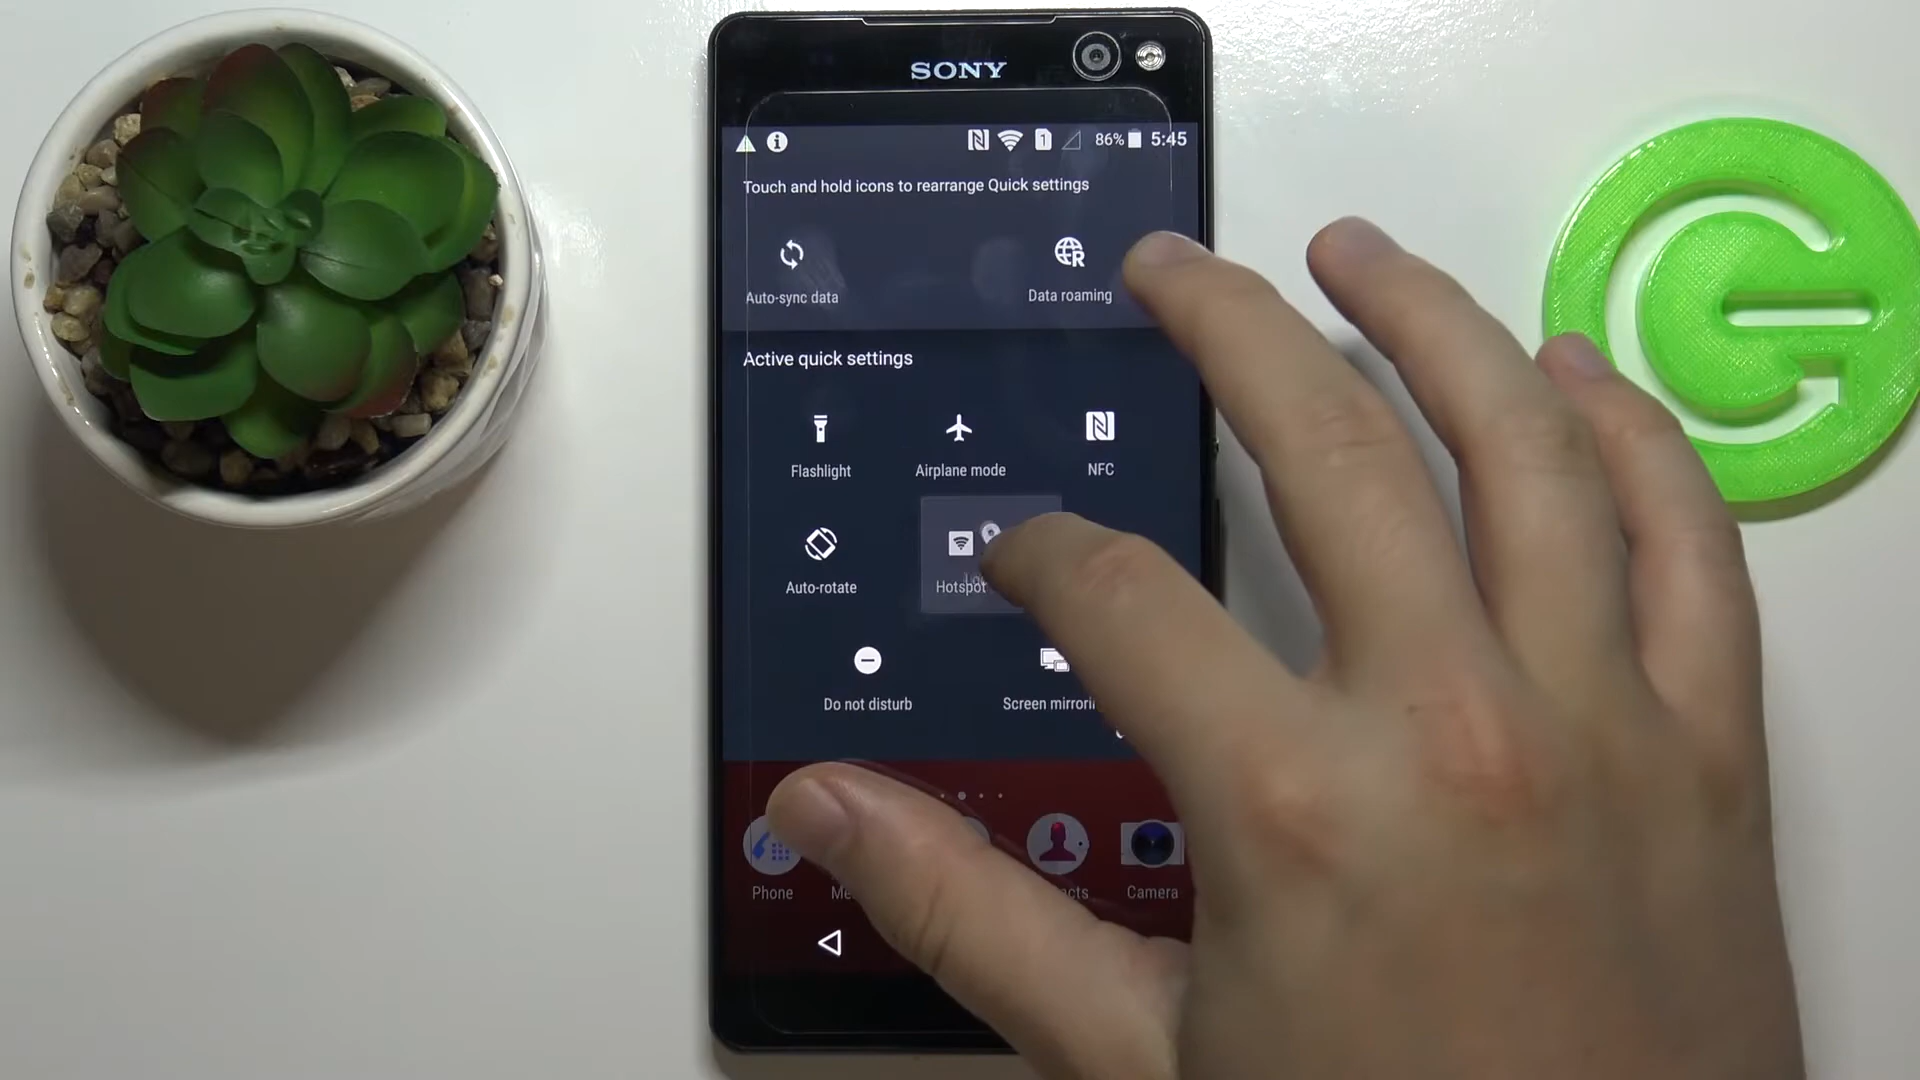 SONY
1 86% 5:45
Touch and hold icons to rearrange Quick settings
Auto-sync data Data roaming
Active quick settings
Flashlight Airplane mode NFC
Auto-rotate Hotspot
Do not disturb Screen
Phone Camera